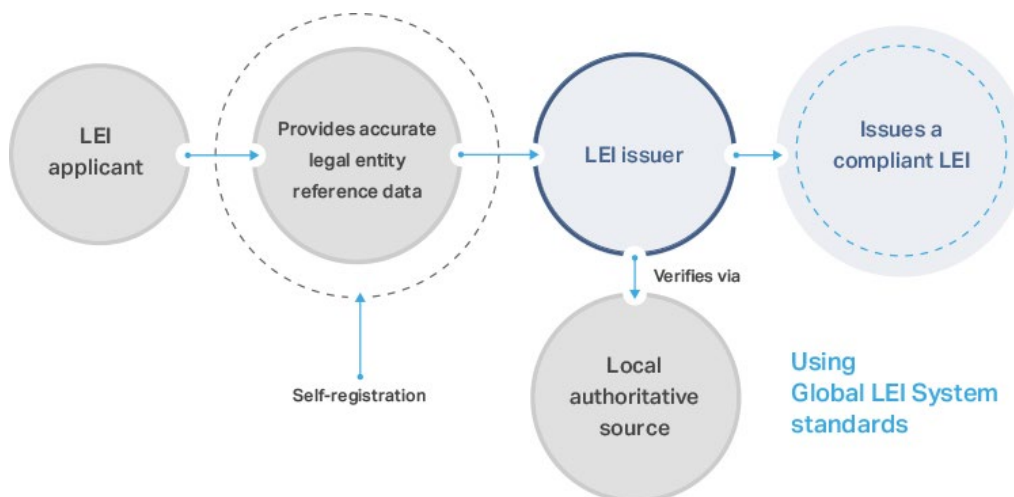 LEI
applicant
Provides accurate
legal entity
reference data
LEI issuer
Issues a
compliant LEI
Verifies via
Self-registration
Local
authoritative
source
Using
Global LEI System
standards